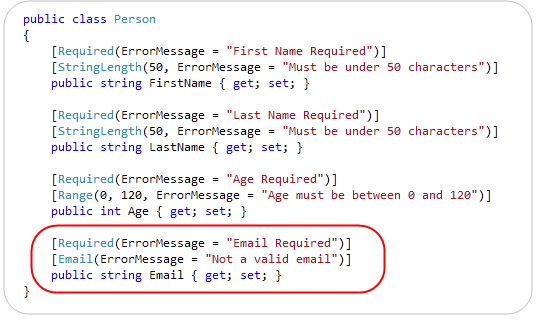 public class Person
{
[Required(ErrorMessage = "First Name Required")]
[StringLength(50, ErrorMessage = "Must be under 50 characters")]
public string FirstName { get; set; }
[Required(ErrorMessage = "Last Name Required")]
[StringLength(50, ErrorMessage = "Must be under 50 characters")]
public string LastName { get; set; }
[Required(ErrorMessage = "Age Required")]
[Range(0, 120, ErrorMessage = "Age must be between 0 and 120")]
public int Age { get; set; }
[Required(ErrorMessage = "Email Required")]
[Email(ErrorMessage = "Not a valid email")]
public string Email { get; set; }
}